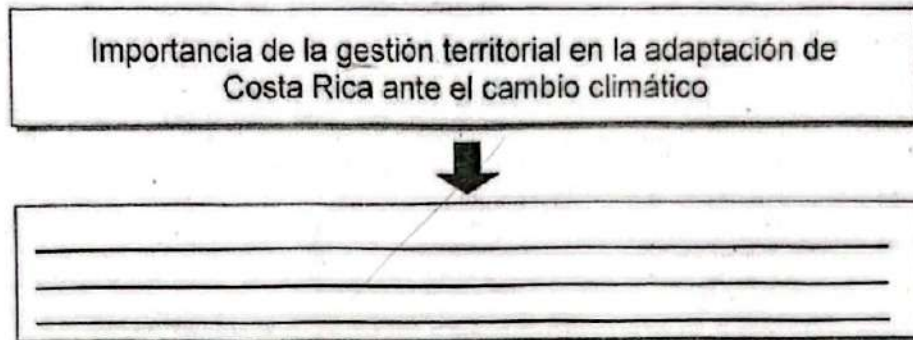 Importancia de la gestión territorial en la adaptación de
Costa Rica ante el cambio climático